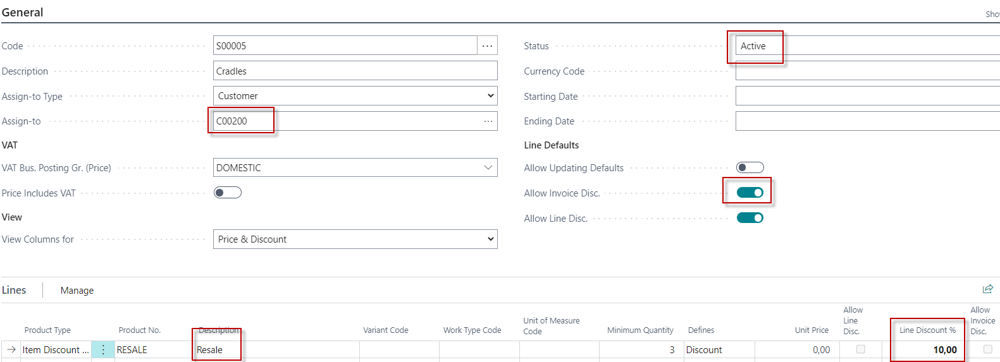 General
Sho
Code S00005 ...
Status Active
Description Cradles
Currency Code
Assign-to Type Customer
Starting Date
Assign-to C00200 ...
Ending Date
VAT
Line Defaults
VAT Bus. Posting Gr. (Price) DOMESTIC
Allow Updating Defaults
Price Includes VAT
Allow Invoice Disc.
View
Allow Line Disc.
View Columns for Price & Discount
Lines Manage
Product Type Product No. Description Variant Code Work Type Code Unit of Measure Code Minimum Quantity Defines Unit Price Allow Line Disc. Line Discount % Allow Invoice Disc.
Item Discount ... RESALE Resale 3 Discount 0,00 10,00